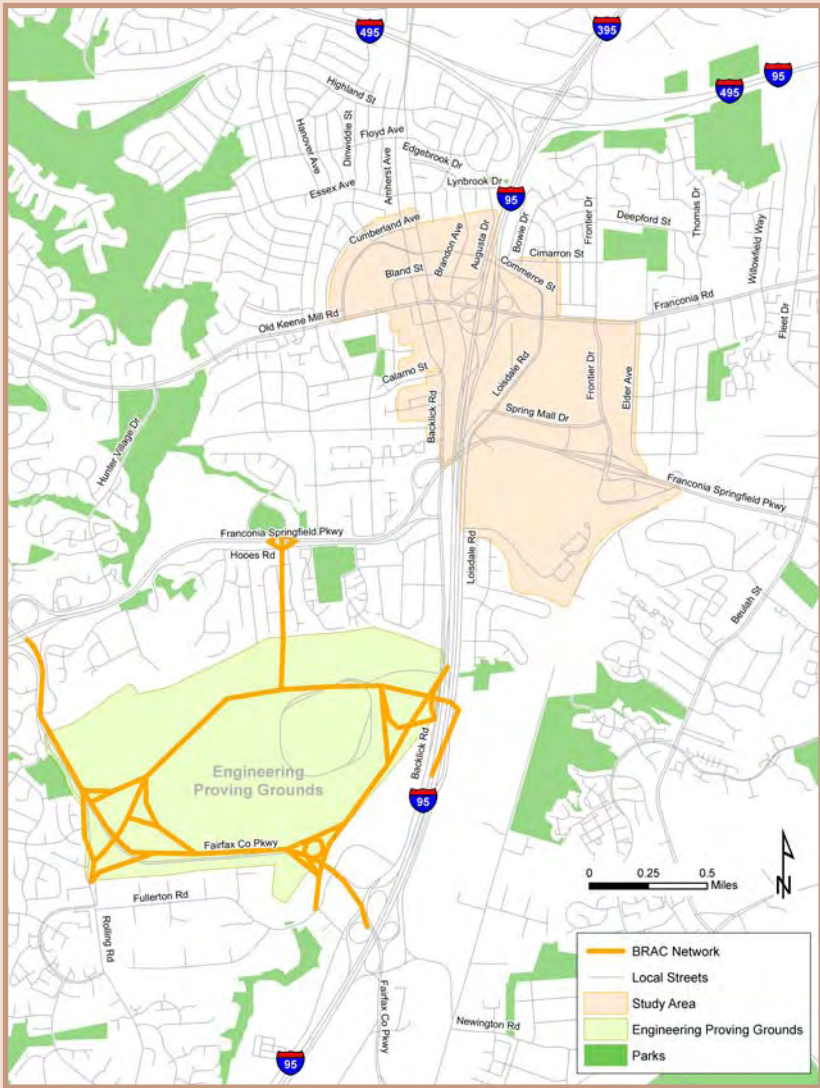 495
395
495
95
Highland St
Hanover Ave
Dinwiddie St
Floyd Ave
Amherst Ave
Edgebrook Dr
Essex Ave
Lynbrook Dr
95
Bowie Dr
Frontier Dr
Deepford St
Thomas Dr
Willowfield Way
Cumberland Ave
Brandon Ave
Augusta Dr
Cimarron St
Bland St
Commerce St
Franconia Rd
Fleet Dr
Old Keene Mill Rd
Calamo St
Loisdale Rd
Frontier Dr
Elder Ave
Backlick Rd
Spring Mall Dr
Hunter Village Dr
Franconia Springfield Pkwy
Franconia Springfield Pkwy
Hooes Rd
Loisdale Rd
Beulah St
Engineering
Proving Grounds
Backlick Rd
95
Fairfax Co Pkwy
0 0.25 0.5
Miles
N
Fullerton Rd
Rolling Rd
Fairfax Co Pkwy
Newington Rd
95
BRAC Network
Local Streets
Study Area
Engineering Proving Grounds
Parks